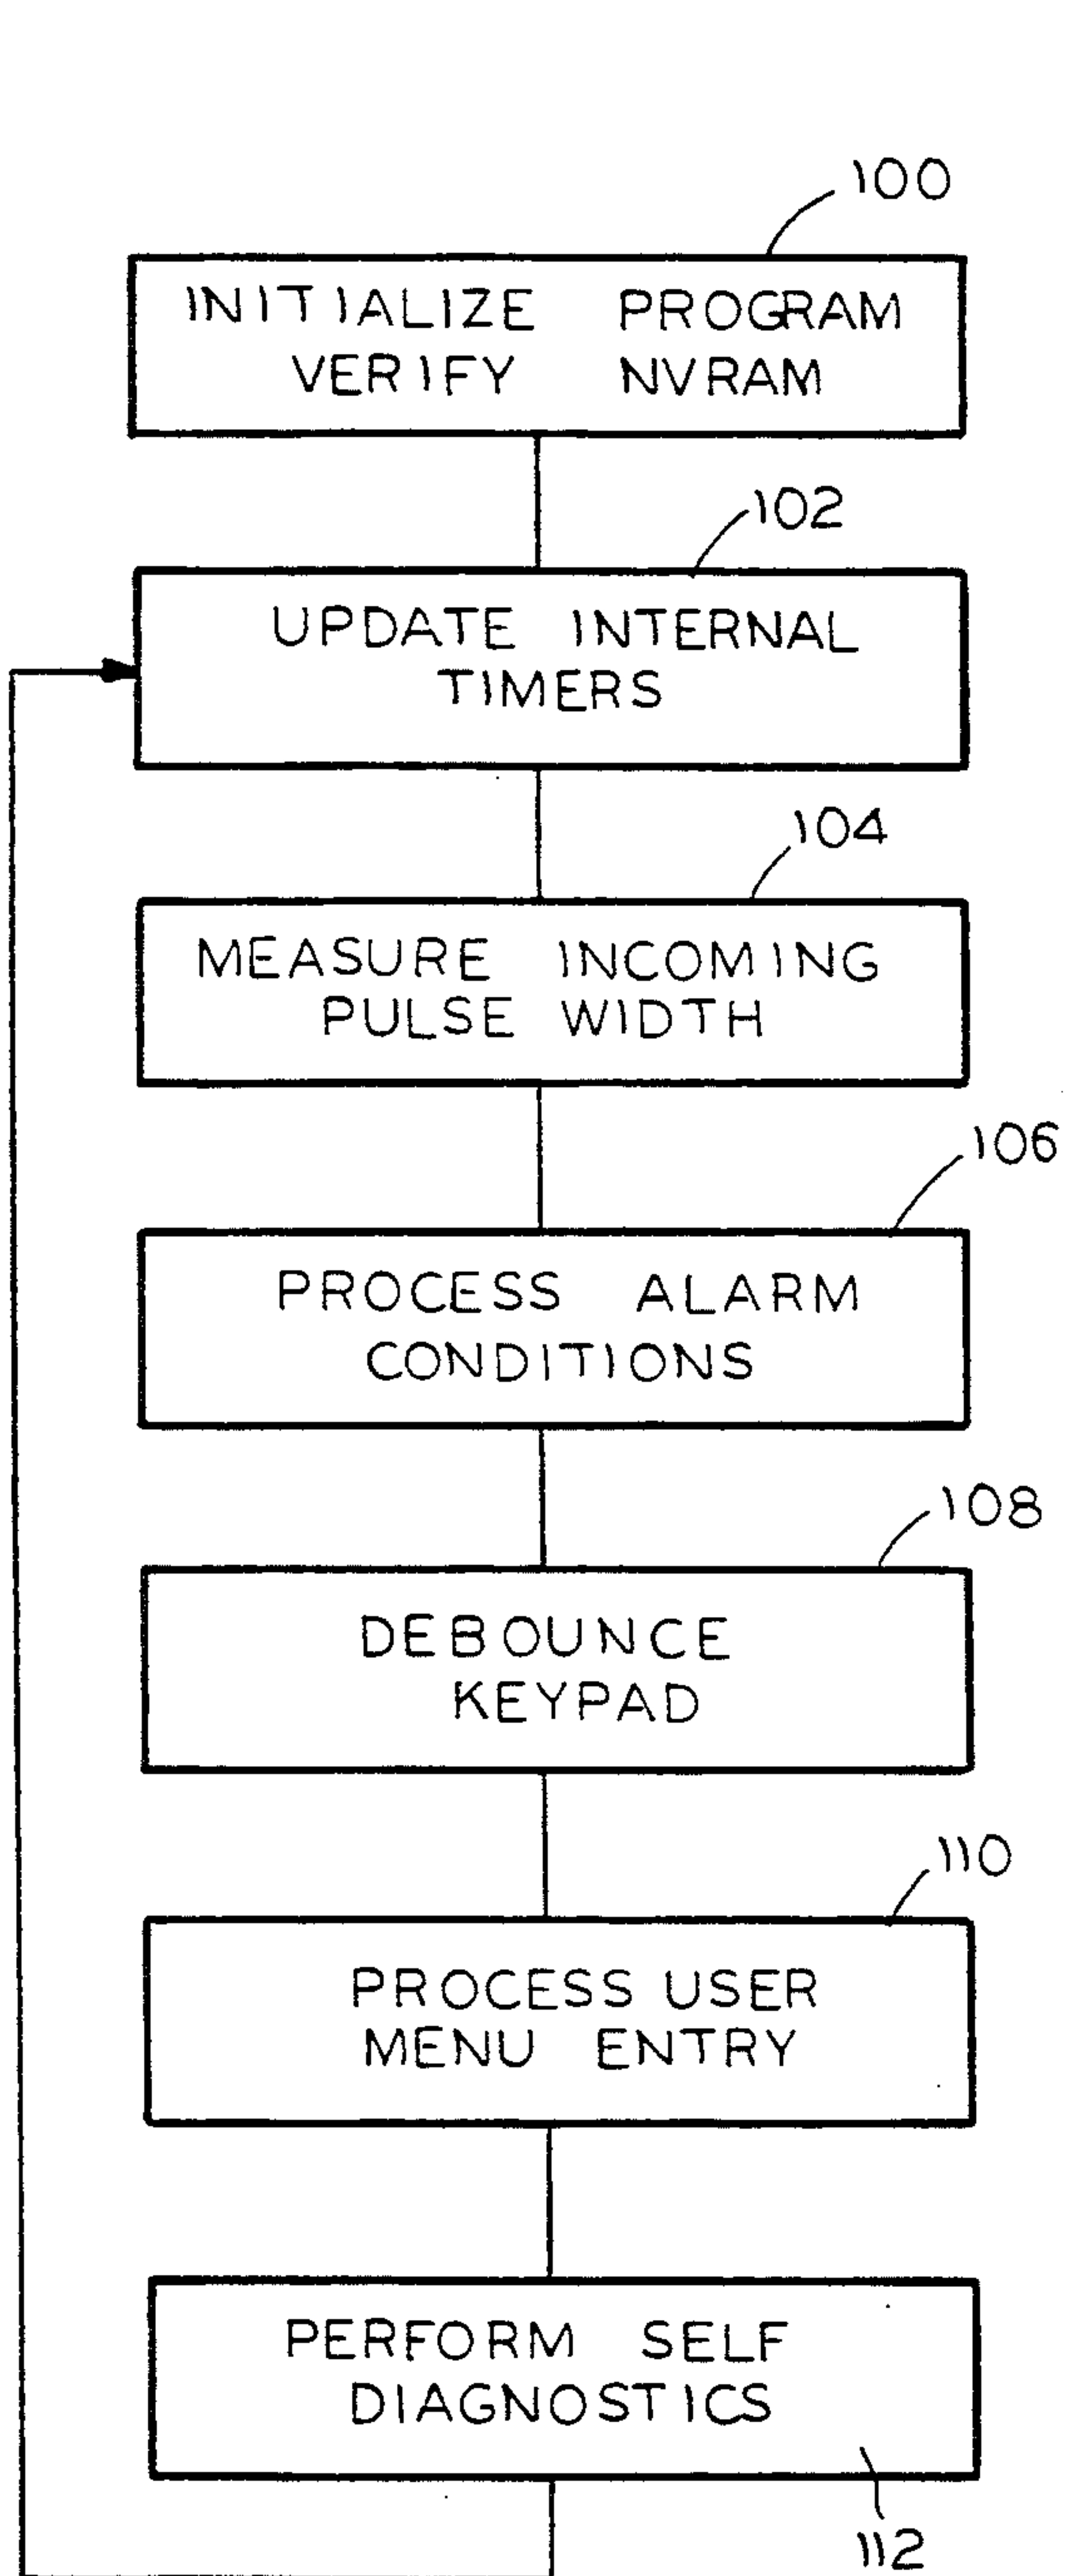 100
INITIALIZE PROGRAM
VERIFY NVRAM
102
UPDATE INTERNAL
TIMERS
104
MEASURE INCOMING
PULSE WIDTH
106
PROCESS ALARM
CONDITIONS
108
DEBOUNCE
KEYPAD
110
PROCESS USER
MENU ENTRY
PERFORM SELF
DIAGNOSTICS
112